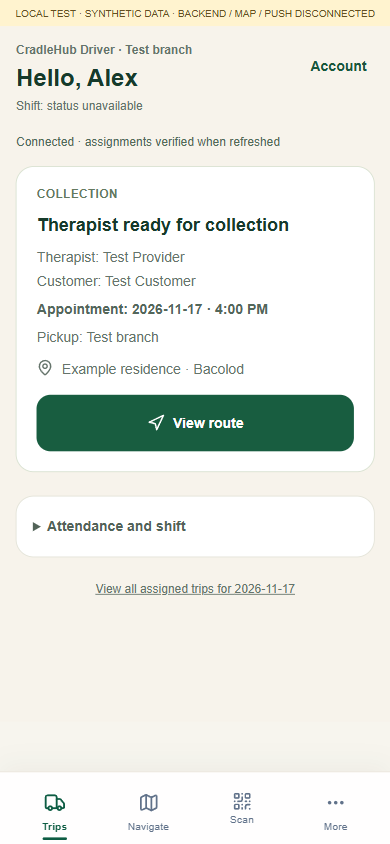 LOCAL TEST · SYNTHETIC DATA · BACKEND / MAP / PUSH DISCONNECTED
CradleHub Driver · Test branch
Hello, Alex
Account
Shift: status unavailable
Connected · assignments verified when refreshed
COLLECTION
Therapist ready for collection
Therapist: Test Provider
Customer: Test Customer
Appointment: 2026-11-17 · 4:00 PM
Pickup: Test branch
Example residence · Bacolod
View route
Attendance and shift
View all assigned trips for 2026-11-17
Trips
Navigate
Scan
More